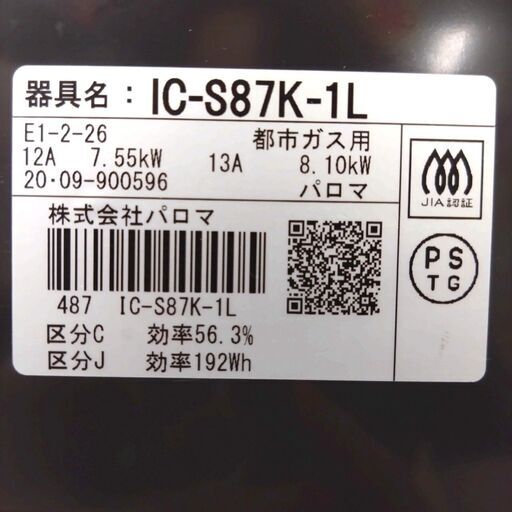 器具名: IC-S87K-1L
E1-2-26 都市ガス用
12A 7.55kW 13A 8.10kW
20・09-900596 パロマ
株式会社パロマ
487 IC-S87K-1L
区分C 効率56.3%
区分J 効率192Wh
JIA認証
PS
TG